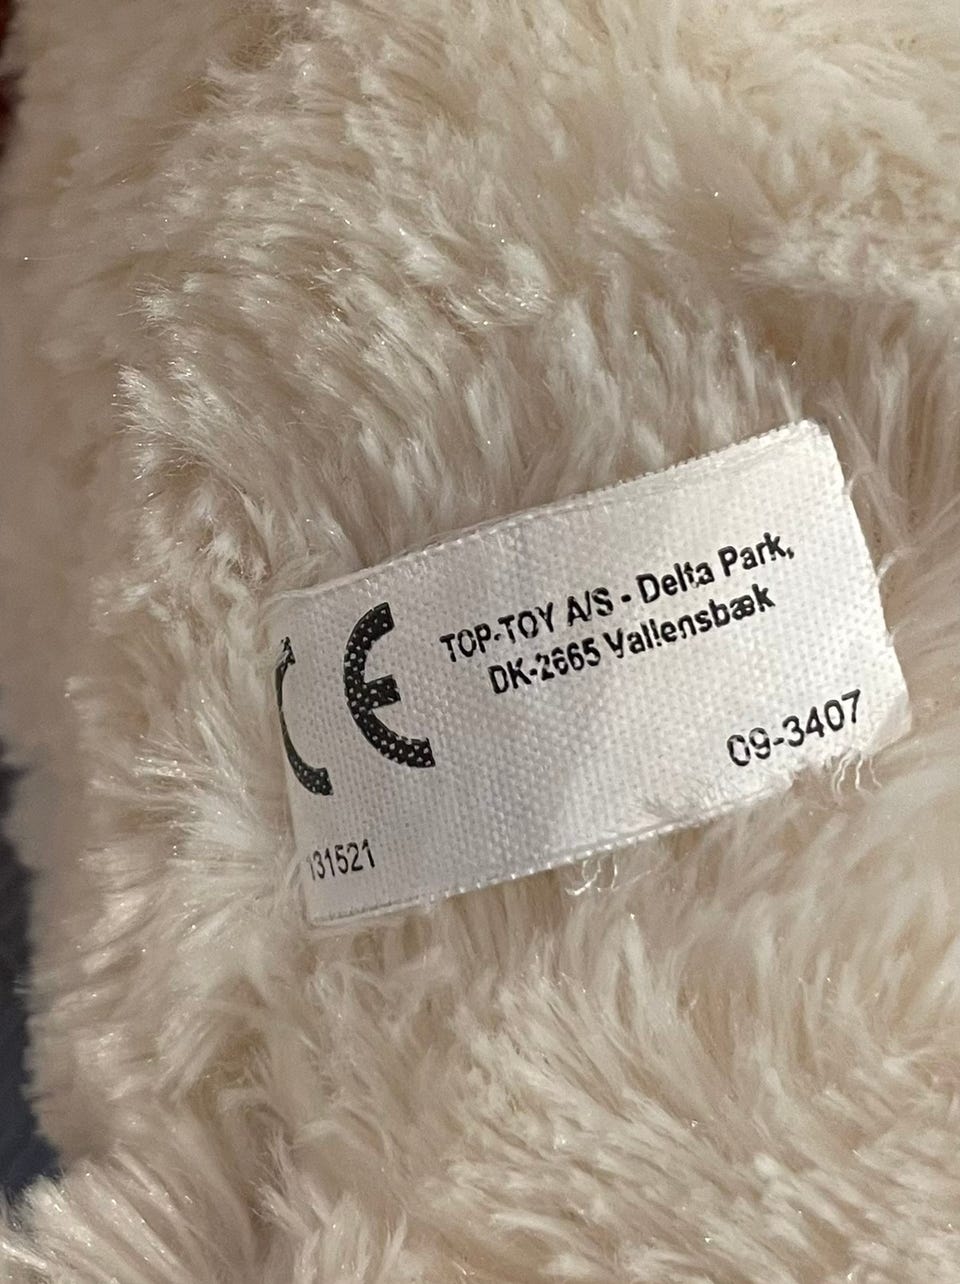 CE
TOP-TOY A/S - Delta Park,
DK-2665 Vallensbæk
09-3407
131521